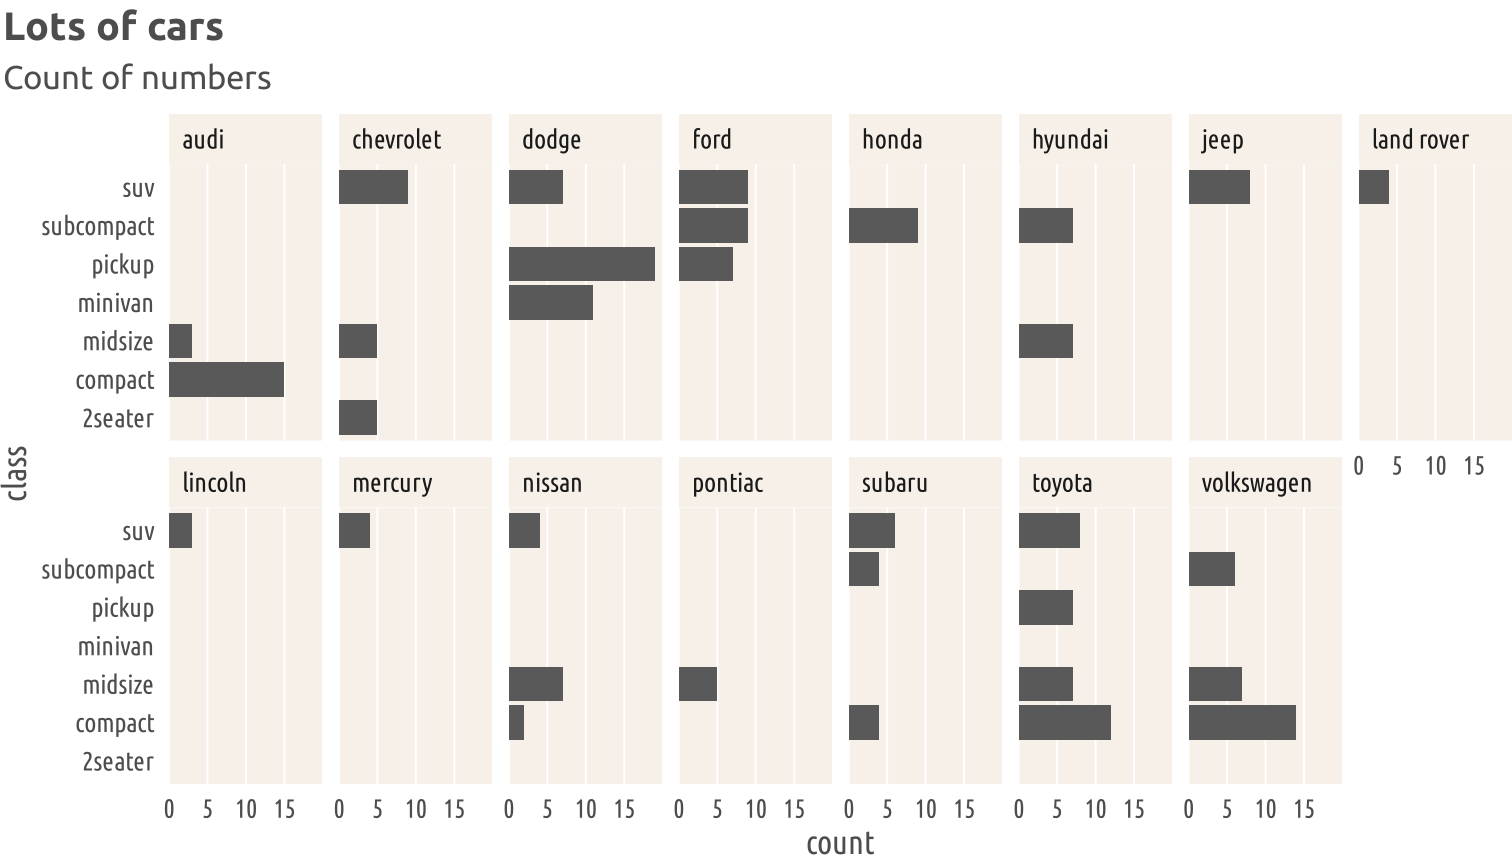 Lots of cars
Count of numbers
audi chevrolet dodge ford honda hyundai jeep land rover
suv
subcompact
pickup
minivan
midsize
compact
2seater
class
0 5 10 15
lincoln mercury nissan pontiac subaru toyota volkswagen
suv
subcompact
pickup
minivan
midsize
compact
2seater
0 5 10 15 0 5 10 15 0 5 10 15 0 5 10 15 0 5 10 15 0 5 10 15 0 5 10 15
count